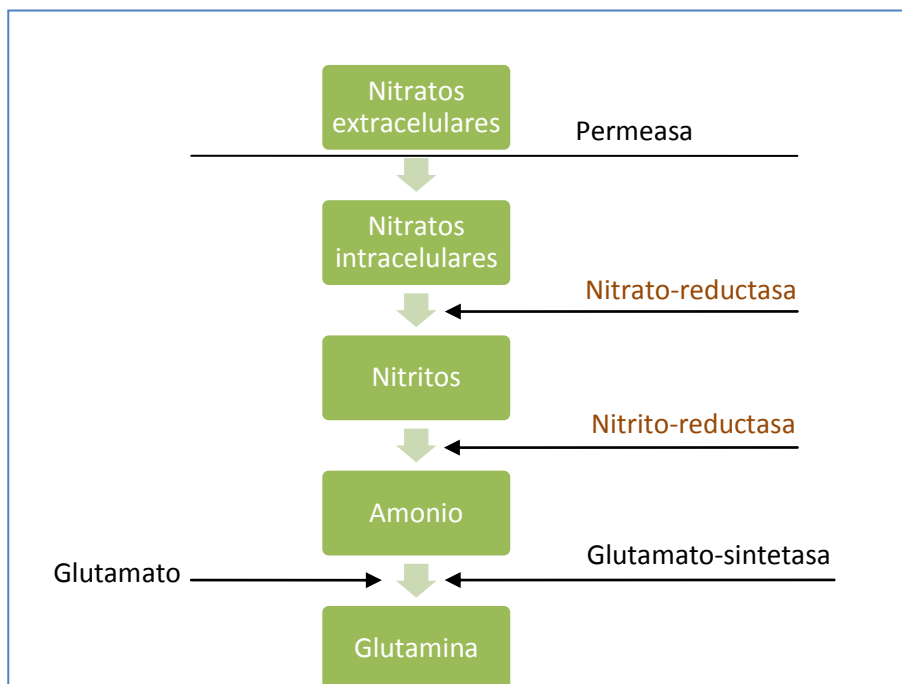 Nitratos
extracelulares
Permeasa
Nitratos
intracelulares
Nitrato-reductasa
Nitritos
Nitrito-reductasa
Amonio
Glutamato
Glutamato-sintetasa
Glutamina